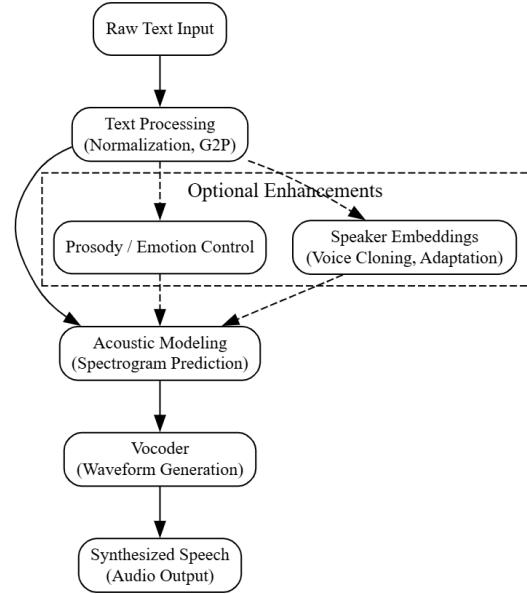 Raw Text Input
Text Processing
(Normalization, G2P)
Optional Enhancements
Prosody / Emotion Control
Speaker Embeddings
(Voice Cloning, Adaptation)
Acoustic Modeling
(Spectrogram Prediction)
Vocoder
(Waveform Generation)
Synthesized Speech
(Audio Output)